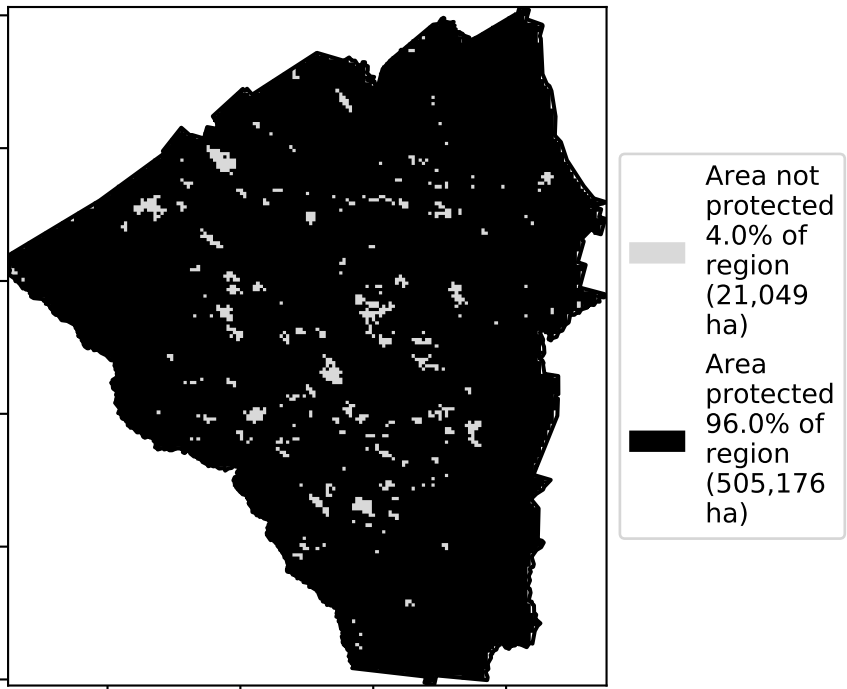 Area not
protected
4.0% of
region
(21,049
ha)
Area
protected
96.0% of
region
(505,176
ha)